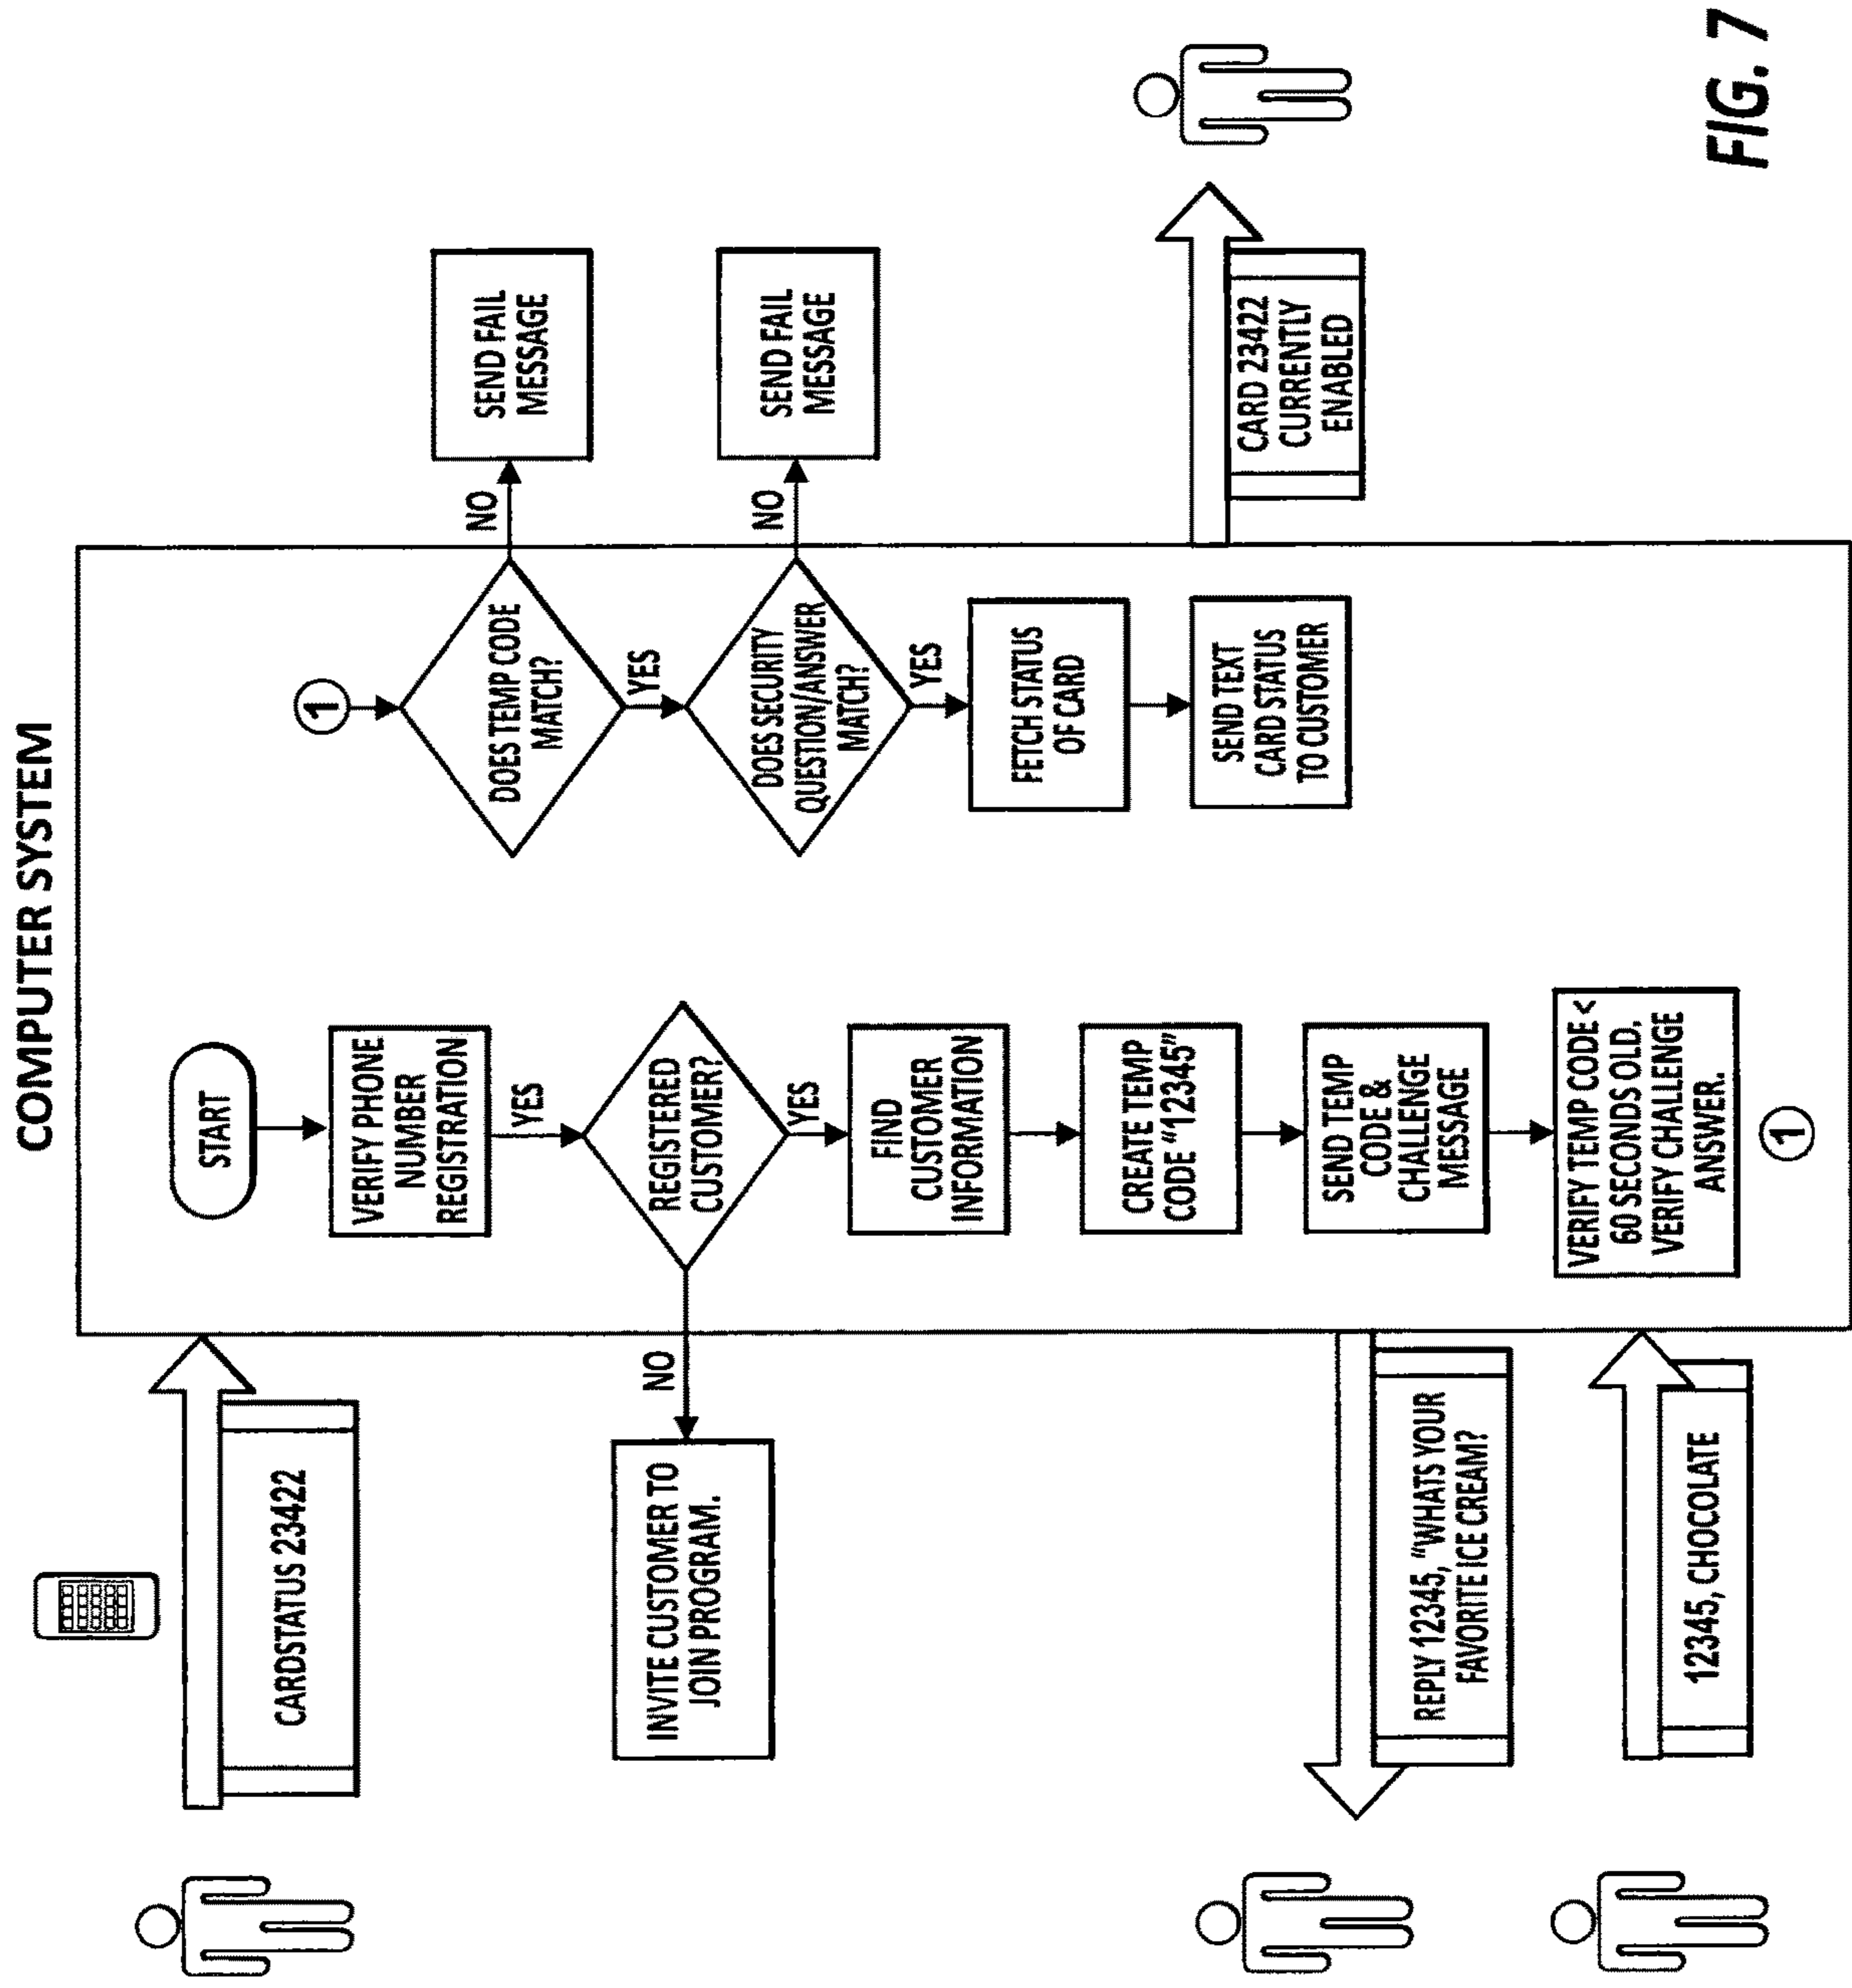 COMPUTER SYSTEM
CARDSTATUS 23422
START
VERIFY PHONE
NUMBER
REGISTRATION
YES
REGISTERED
CUSTOMER?
NO
INVITE CUSTOMER TO
JOIN PROGRAM.
YES
FIND
CUSTOMER
INFORMATION
CREATE TEMP
CODE "12345"
SEND TEMP
CODE &
CHALLENGE
MESSAGE
REPLY 12345, "WHATS YOUR
FAVORITE ICE CREAM?
VERIFY TEMP CODE <
60 SECONDS OLD.
VERIFY CHALLENGE
ANSWER.
12345, CHOCOLATE
1
1
DOES TEMP CODE
MATCH?
NO
SEND FAIL
MESSAGE
YES
DOES SECURITY
QUESTION/ANSWER
MATCH?
NO
SEND FAIL
MESSAGE
YES
FETCH STATUS
OF CARD
SEND TEXT
CARD STATUS
TO CUSTOMER
CARD 23422
CURRENTLY
ENABLED
FIG. 7